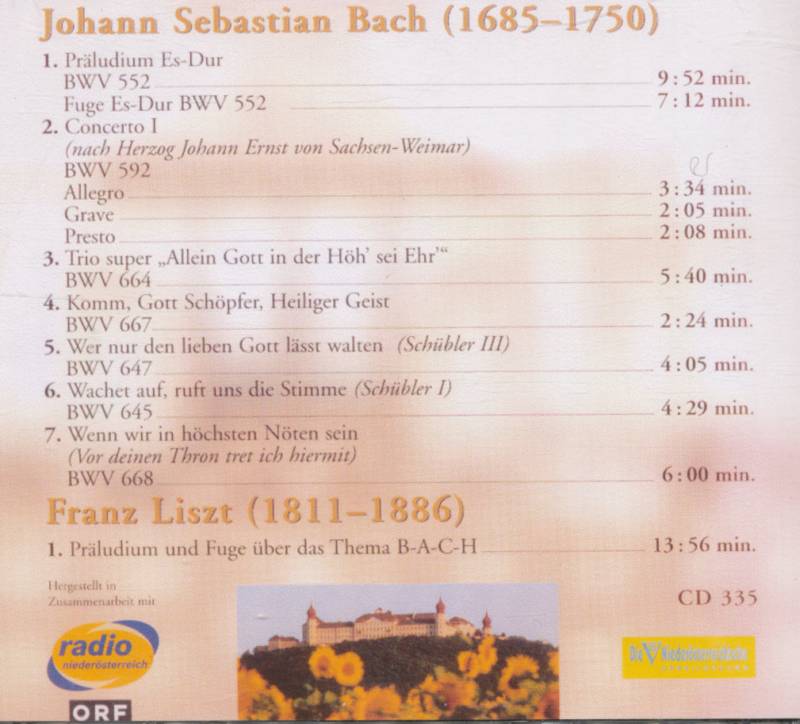 Johann Sebastian Bach (1685–1750)
1. Präludium Es-Dur
BWV 552 9:52 min.
Fuge Es-Dur BWV 552 7:12 min.
2. Concerto I
(nach Herzog Johann Ernst von Sachsen-Weimar)
BWV 592
Allegro 3:34 min.
Grave 2:05 min.
Presto 2:08 min.
3. Trio super „Allein Gott in der Höh' sei Ehr'“
BWV 664 5:40 min.
4. Komm, Gott Schöpfer, Heiliger Geist
BWV 667 2:24 min.
5. Wer nur den lieben Gott lässt walten (Schübler III)
BWV 647 4:05 min.
6. Wachet auf, ruft uns die Stimme (Schübler I)
BWV 645 4:29 min.
7. Wenn wir in höchsten Nöten sein
(Vor deinen Thron tret ich hiermit)
BWV 668 6:00 min.
Franz Liszt (1811–1886)
1. Präludium und Fuge über das Thema B-A-C-H 13:56 min.
Hergestellt in
Zusammenarbeit mit
CD 335
radio
niederösterreich
ORF
Die Niederösterreichische